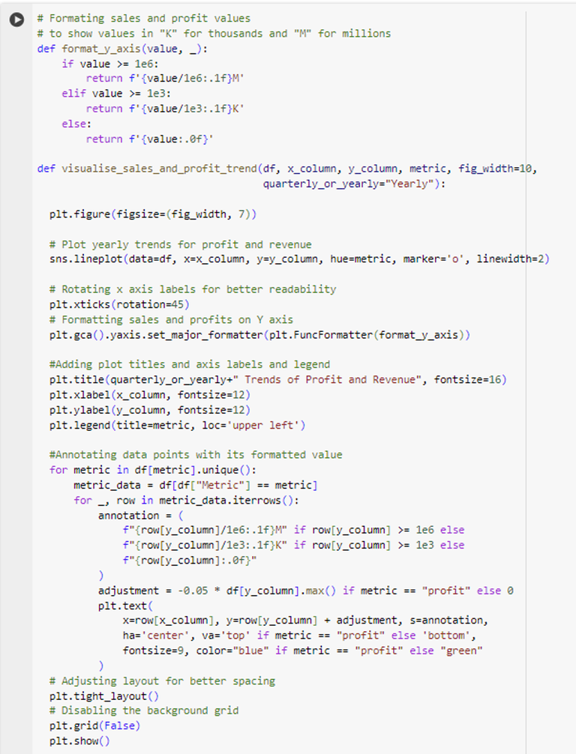 # Formating sales and profit values
# to show values in "K" for thousands and "M" for millions
def format_y_axis(value, _):
    if value >= 1e6:
        return f'{value/1e6:.1f}M'
    elif value >= 1e3:
        return f'{value/1e3:.1f}K'
    else:
        return f'{value:.0f}'

def visualise_sales_and_profit_trend(df, x_column, y_column, metric, fig_width=10,
                                     quarterly_or_yearly="Yearly"):

  plt.figure(figsize=(fig_width, 7))

  # Plot yearly trends for profit and revenue
  sns.lineplot(data=df, x=x_column, y=y_column, hue=metric, marker='o', linewidth=2)

  # Rotating x axis labels for better readability
  plt.xticks(rotation=45)
  # Formatting sales and profits on Y axis
  plt.gca().yaxis.set_major_formatter(plt.FuncFormatter(format_y_axis))

  #Adding plot titles and axis labels and legend
  plt.title(quarterly_or_yearly+" Trends of Profit and Revenue", fontsize=16)
  plt.xlabel(x_column, fontsize=12)
  plt.ylabel(y_column, fontsize=12)
  plt.legend(title=metric, loc='upper left')

  #Annotating data points with its formatted value
  for metric in df[metric].unique():
      metric_data = df[df["Metric"] == metric]
      for _, row in metric_data.iterrows():
          annotation = (
              f"{row[y_column]/1e6:.1f}M" if row[y_column] >= 1e6 else
              f"{row[y_column]/1e3:.1f}K" if row[y_column] >= 1e3 else
              f"{row[y_column]:.0f}"
          )
          adjustment = -0.05 * df[y_column].max() if metric == "profit" else 0
          plt.text(
              x=row[x_column], y=row[y_column] + adjustment, s=annotation,
              ha='center', va='top' if metric == "profit" else 'bottom',
              fontsize=9, color="blue" if metric == "profit" else "green"
          )
  # Adjusting layout for better spacing
  plt.tight_layout()
  # Disabling the background grid
  plt.grid(False)
  plt.show()